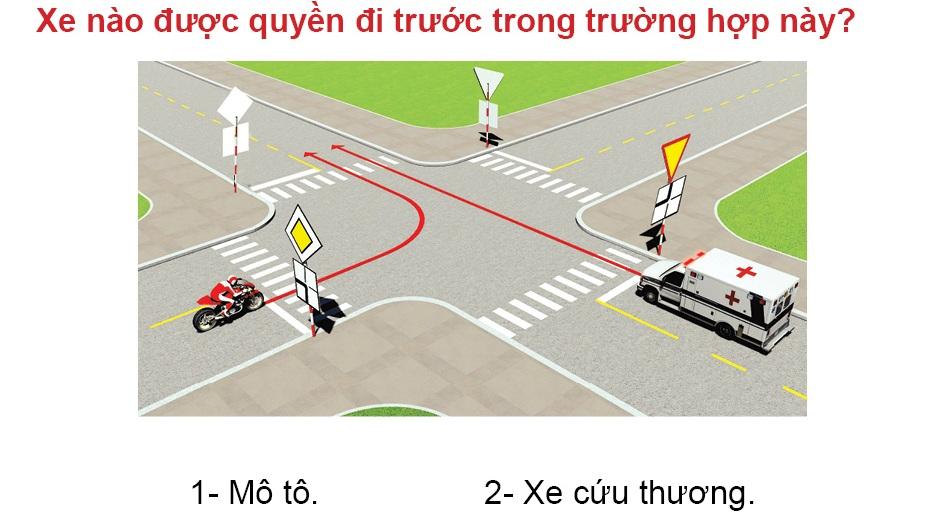 Xe nào được quyền đi trước trong trường hợp này?
1- Mô tô. 2- Xe cứu thương.